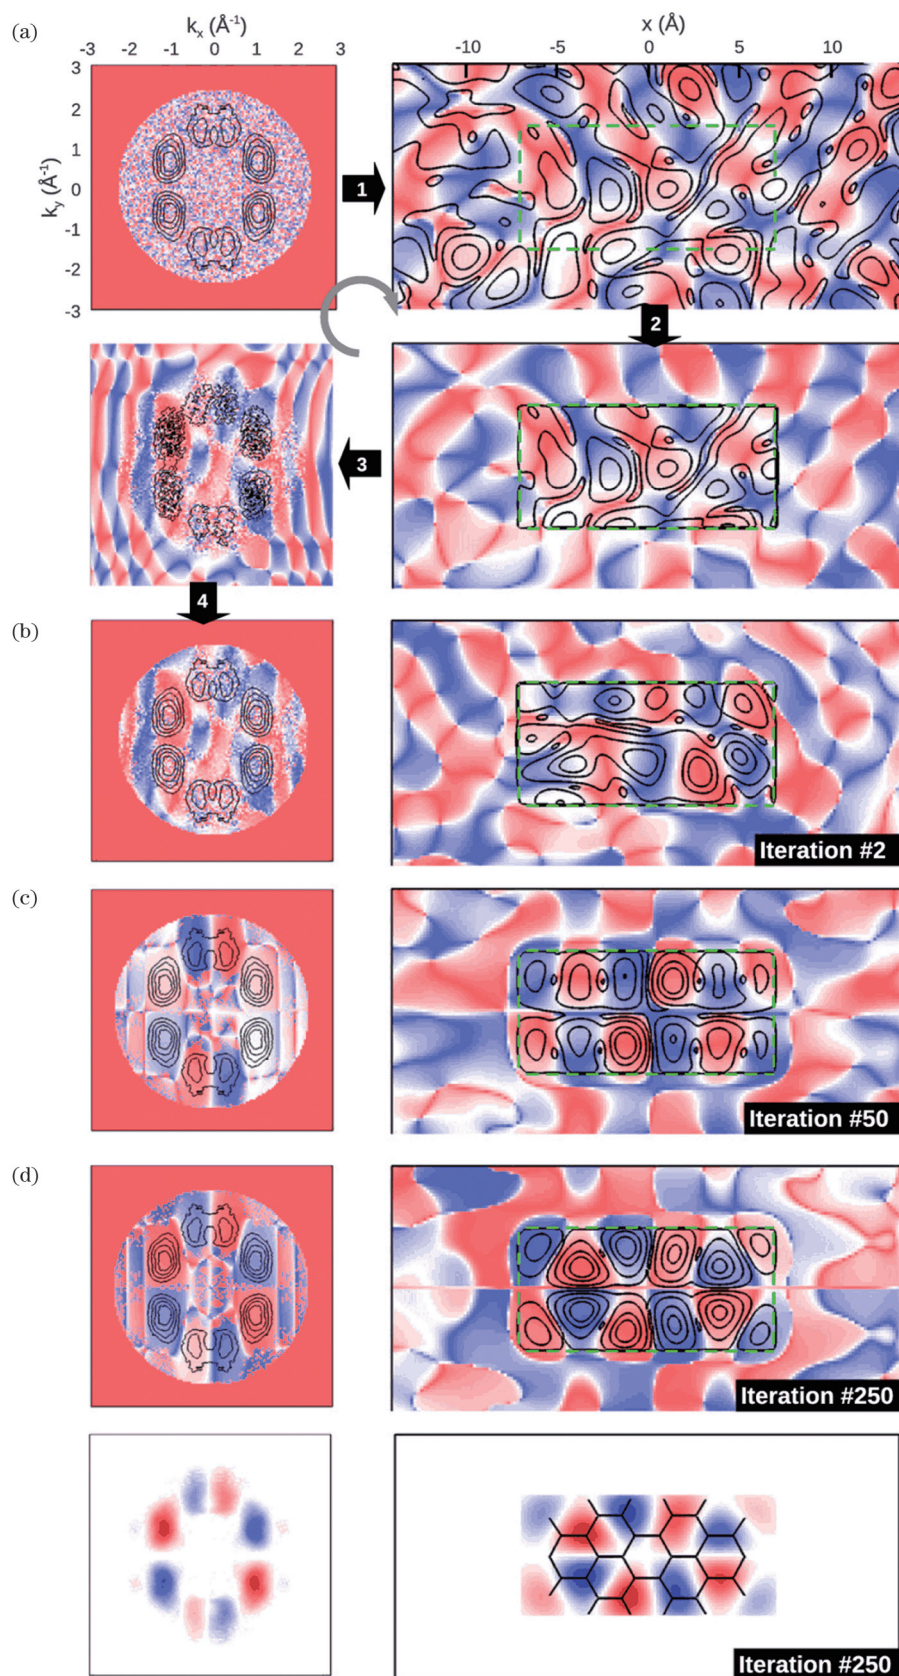 (a)
kx (Å-1)
-3 -2 -1 0 1 2 3
x (Å)
-10 -5 0 5 10
ky (Å-1)
3
2
1
0
-1
-2
-3
1
2
3
4
(b)
Iteration #2
(c)
Iteration #50
(d)
Iteration #250
Iteration #250